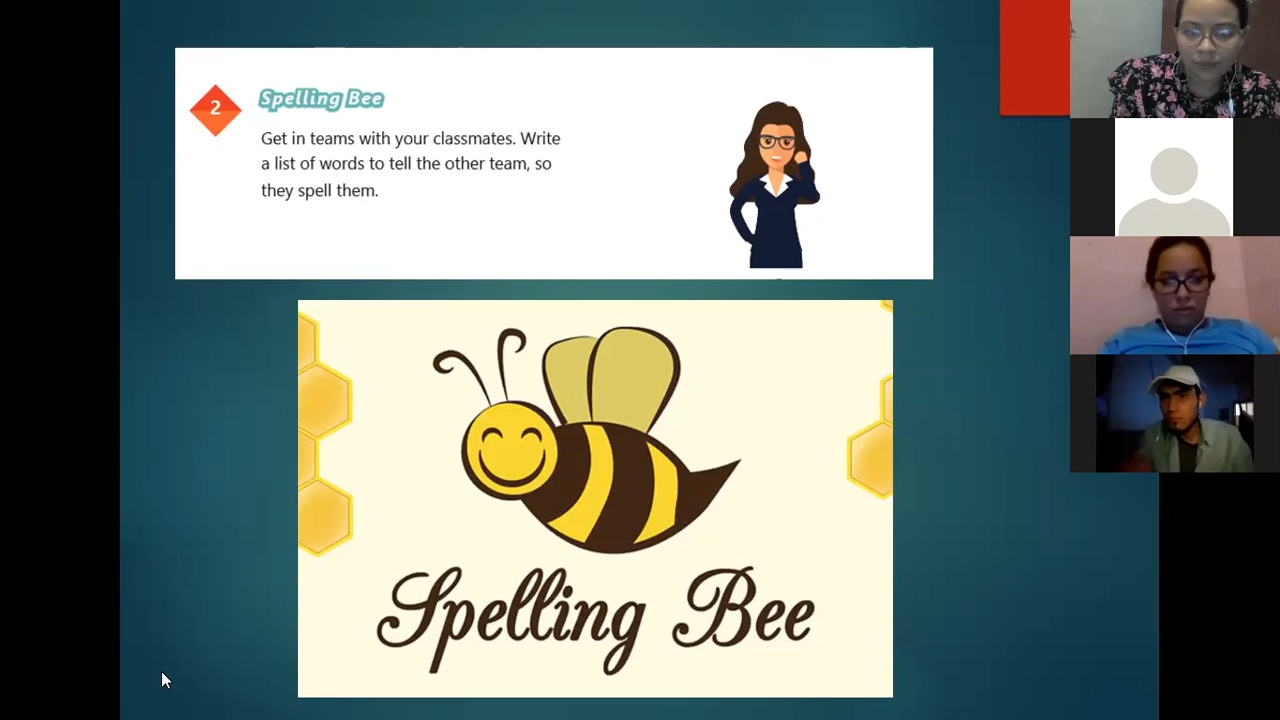 2
Spelling Bee
Get in teams with your classmates. Write
a list of words to tell the other team, so
they spell them.
Spelling Bee